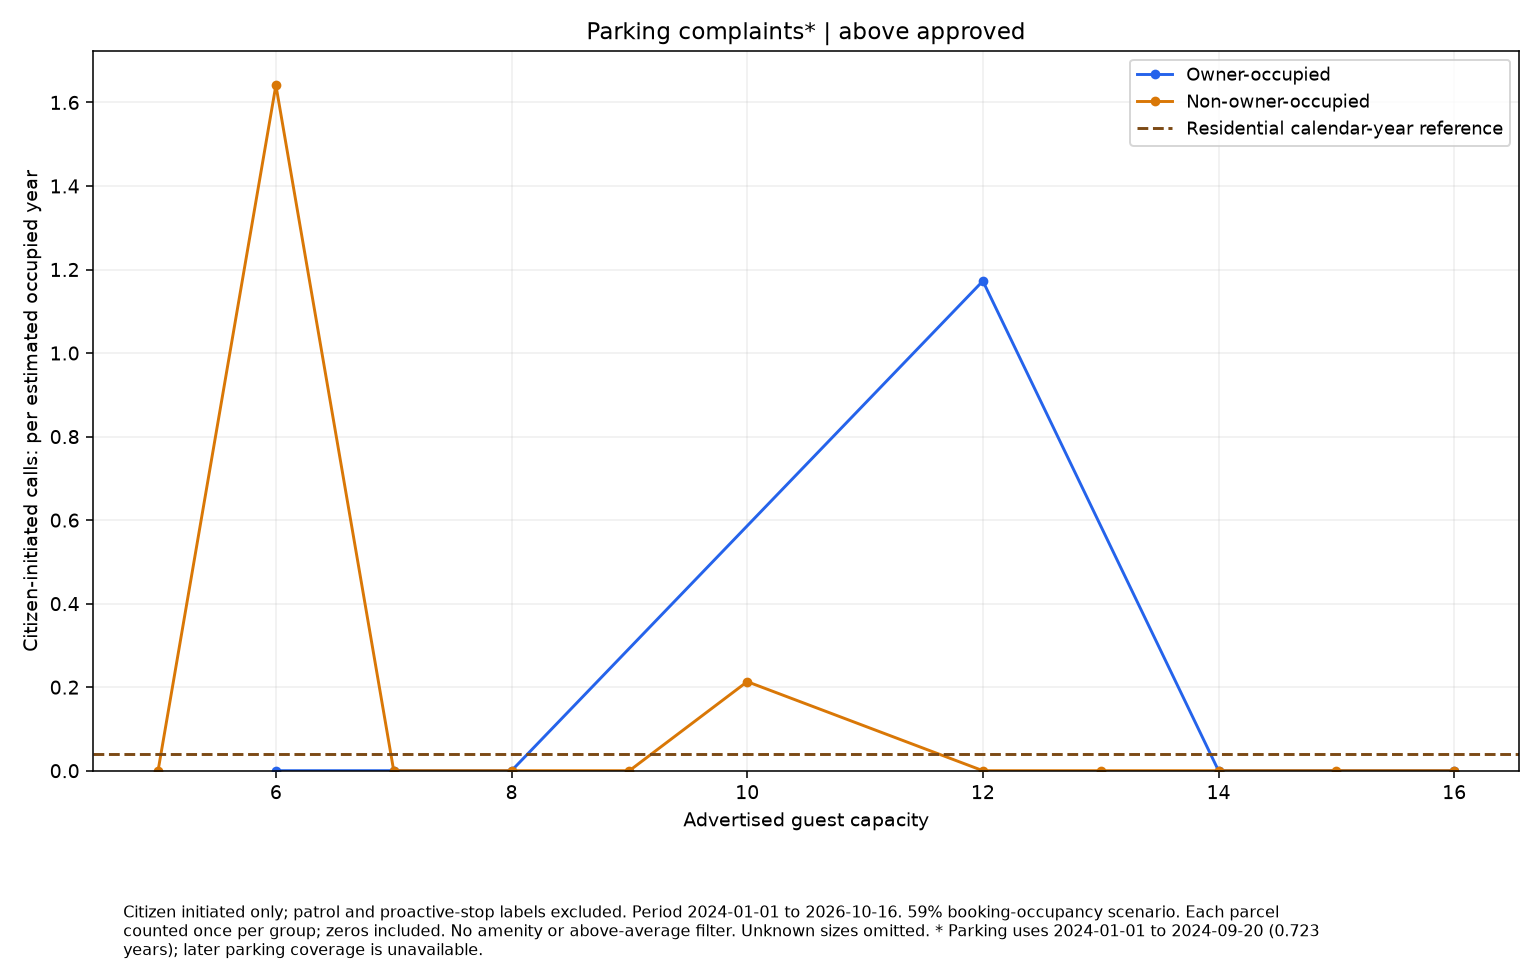 Parking complaints* | above approved
Owner-occupied
Non-owner-occupied
Residential calendar-year reference
Citizen-initiated calls: per estimated occupied year
1.6
1.4
1.2
1.0
0.8
0.6
0.4
0.2
0.0
6 8 10 12 14 16
Advertised guest capacity
Citizen initiated only; patrol and proactive-stop labels excluded. Period 2024-01-01 to 2026-10-16. 59% booking-occupancy scenario. Each parcel
counted once per group; zeros included. No amenity or above-average filter. Unknown sizes omitted. * Parking uses 2024-01-01 to 2024-09-20 (0.723
years); later parking coverage is unavailable.